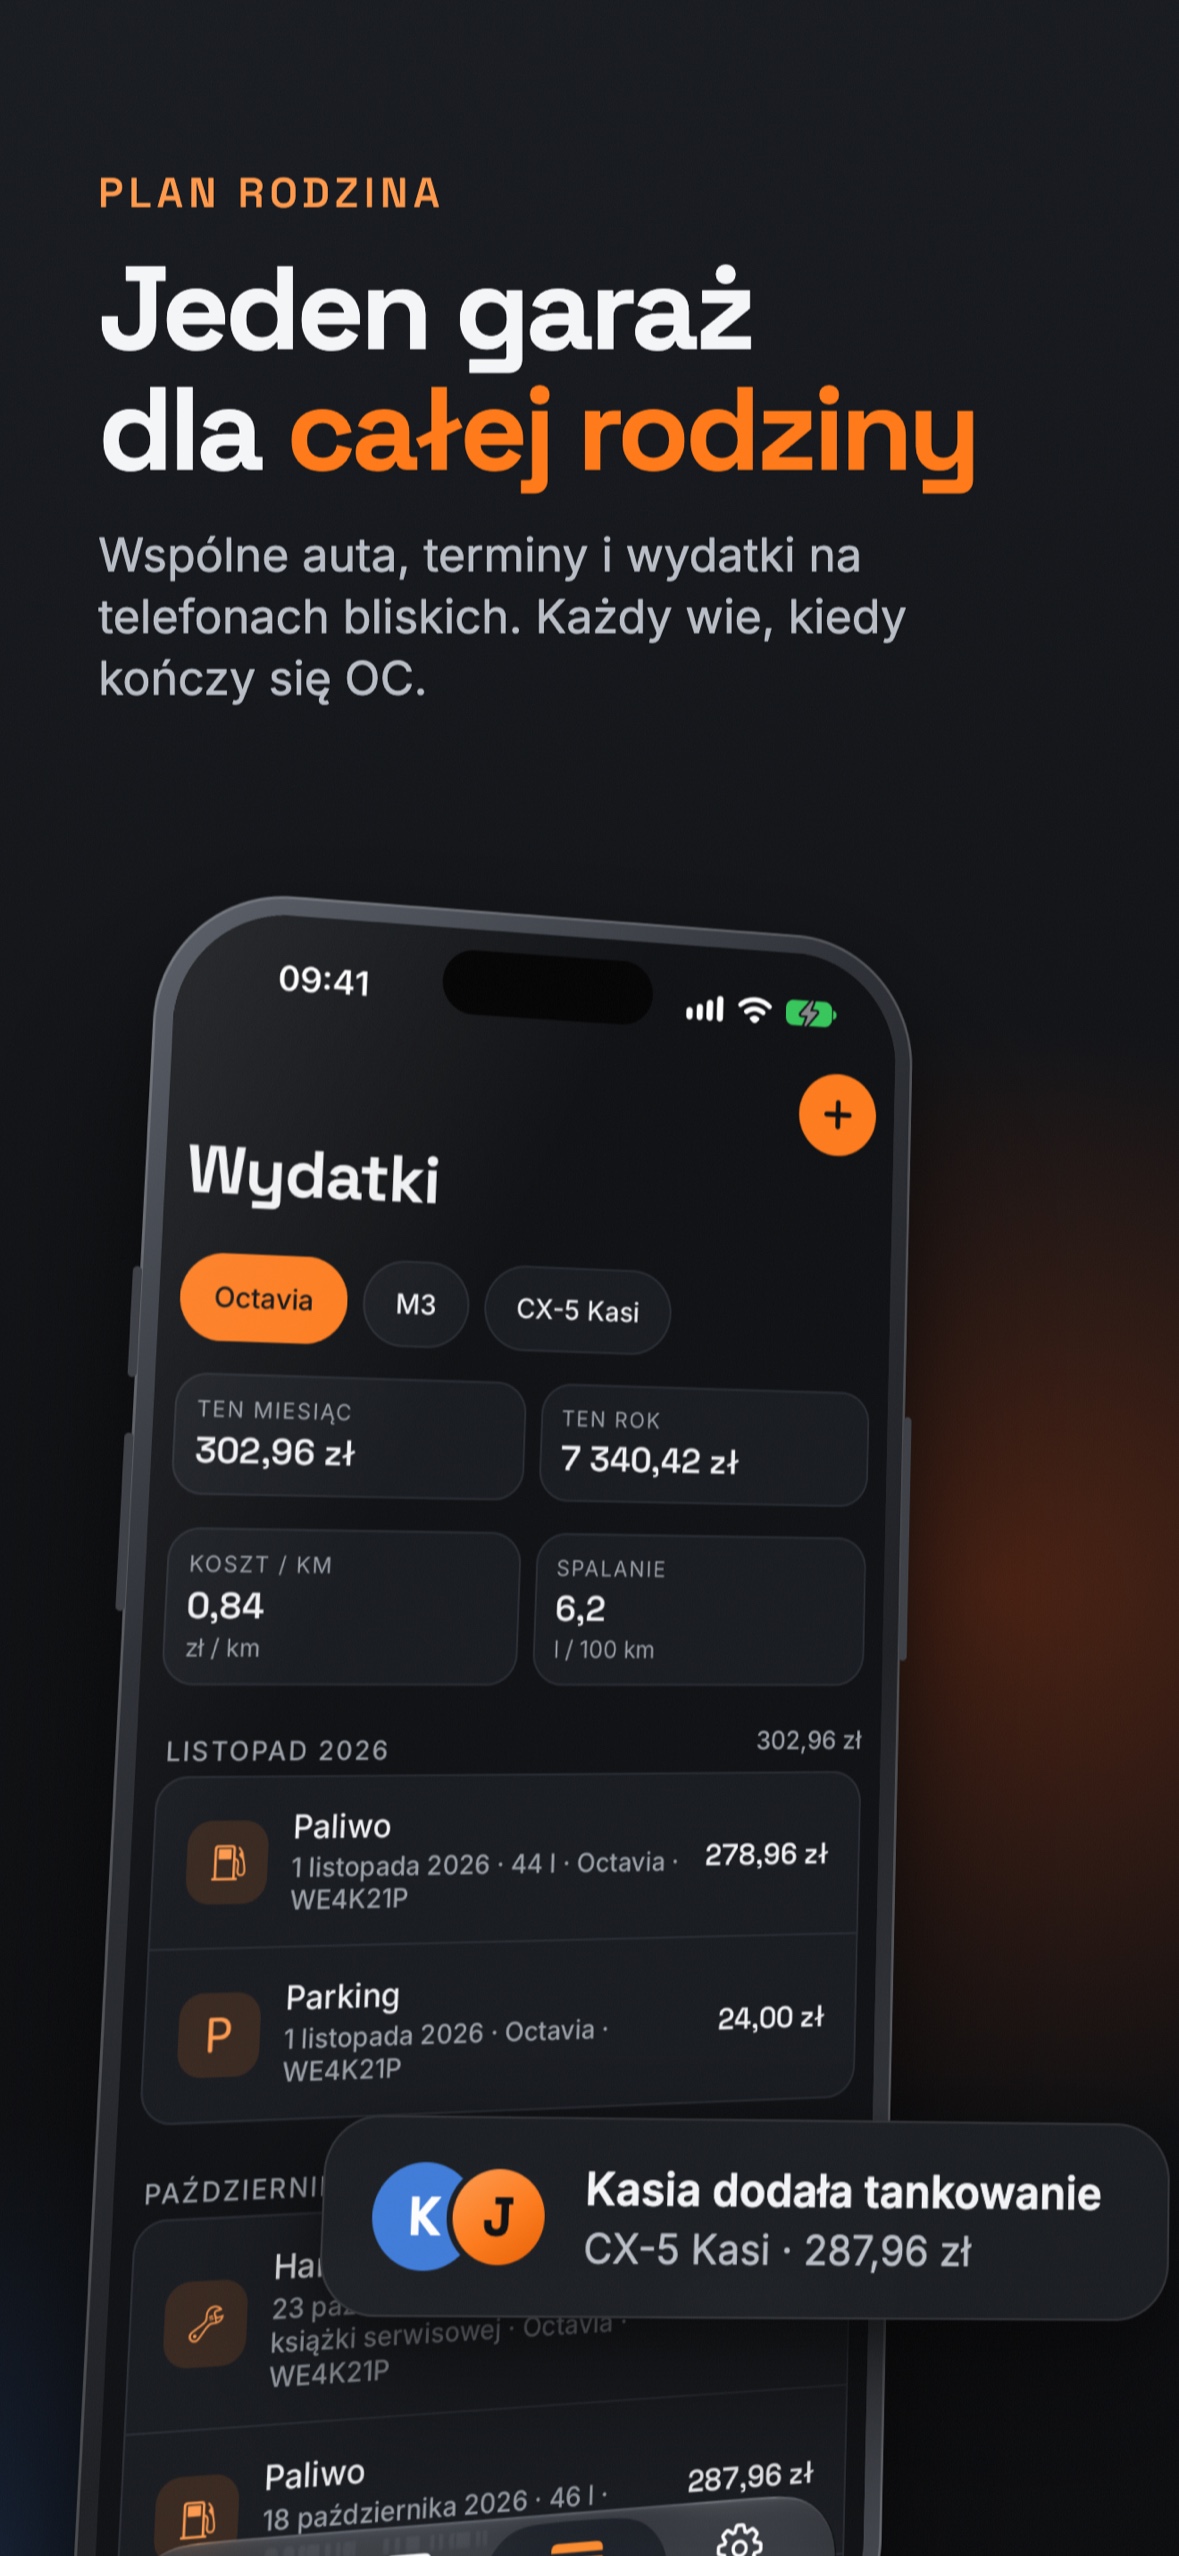 PLAN RODZINA
Jeden garaż
dla całej rodziny
Wspólne auta, terminy i wydatki na
telefonach bliskich. Każdy wie, kiedy
kończy się OC.
09:41
Wydatki
Octavia
M3
CX-5 Kasi
TEN MIESIĄC
302,96 zł
TEN ROK
7 340,42 zł
KOSZT / KM
0,84
zł / km
SPALANIE
6,2
l / 100 km
LISTOPAD 2026
302,96 zł
Paliwo
1 listopada 2026 · 44 l · Octavia ·
WE4K21P
278,96 zł
P
Parking
1 listopada 2026 · Octavia ·
WE4K21P
24,00 zł
K J
Kasia dodała tankowanie
CX-5 Kasi · 287,96 zł
23
książki serwisowej · Octavia ·
WE4K21P
Paliwo
18 października 2026 · 46 l ·
287,96 zł